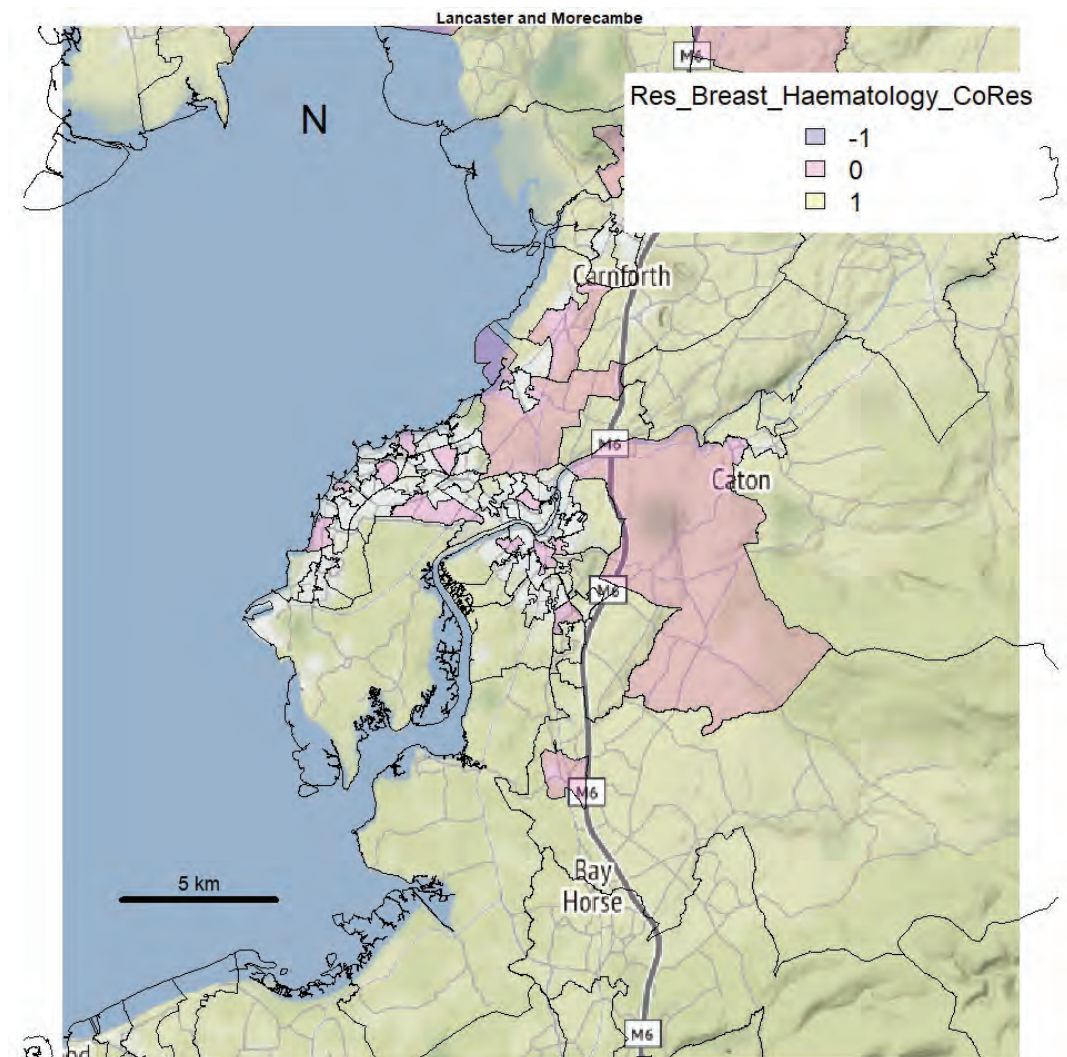 Lancaster and Morecambe
M6
Res_Breast_Haematology_CoRes
-1
0
1
N
Carnforth
M6
Caton
M6
M6
5 km
Bay
Horse
M6